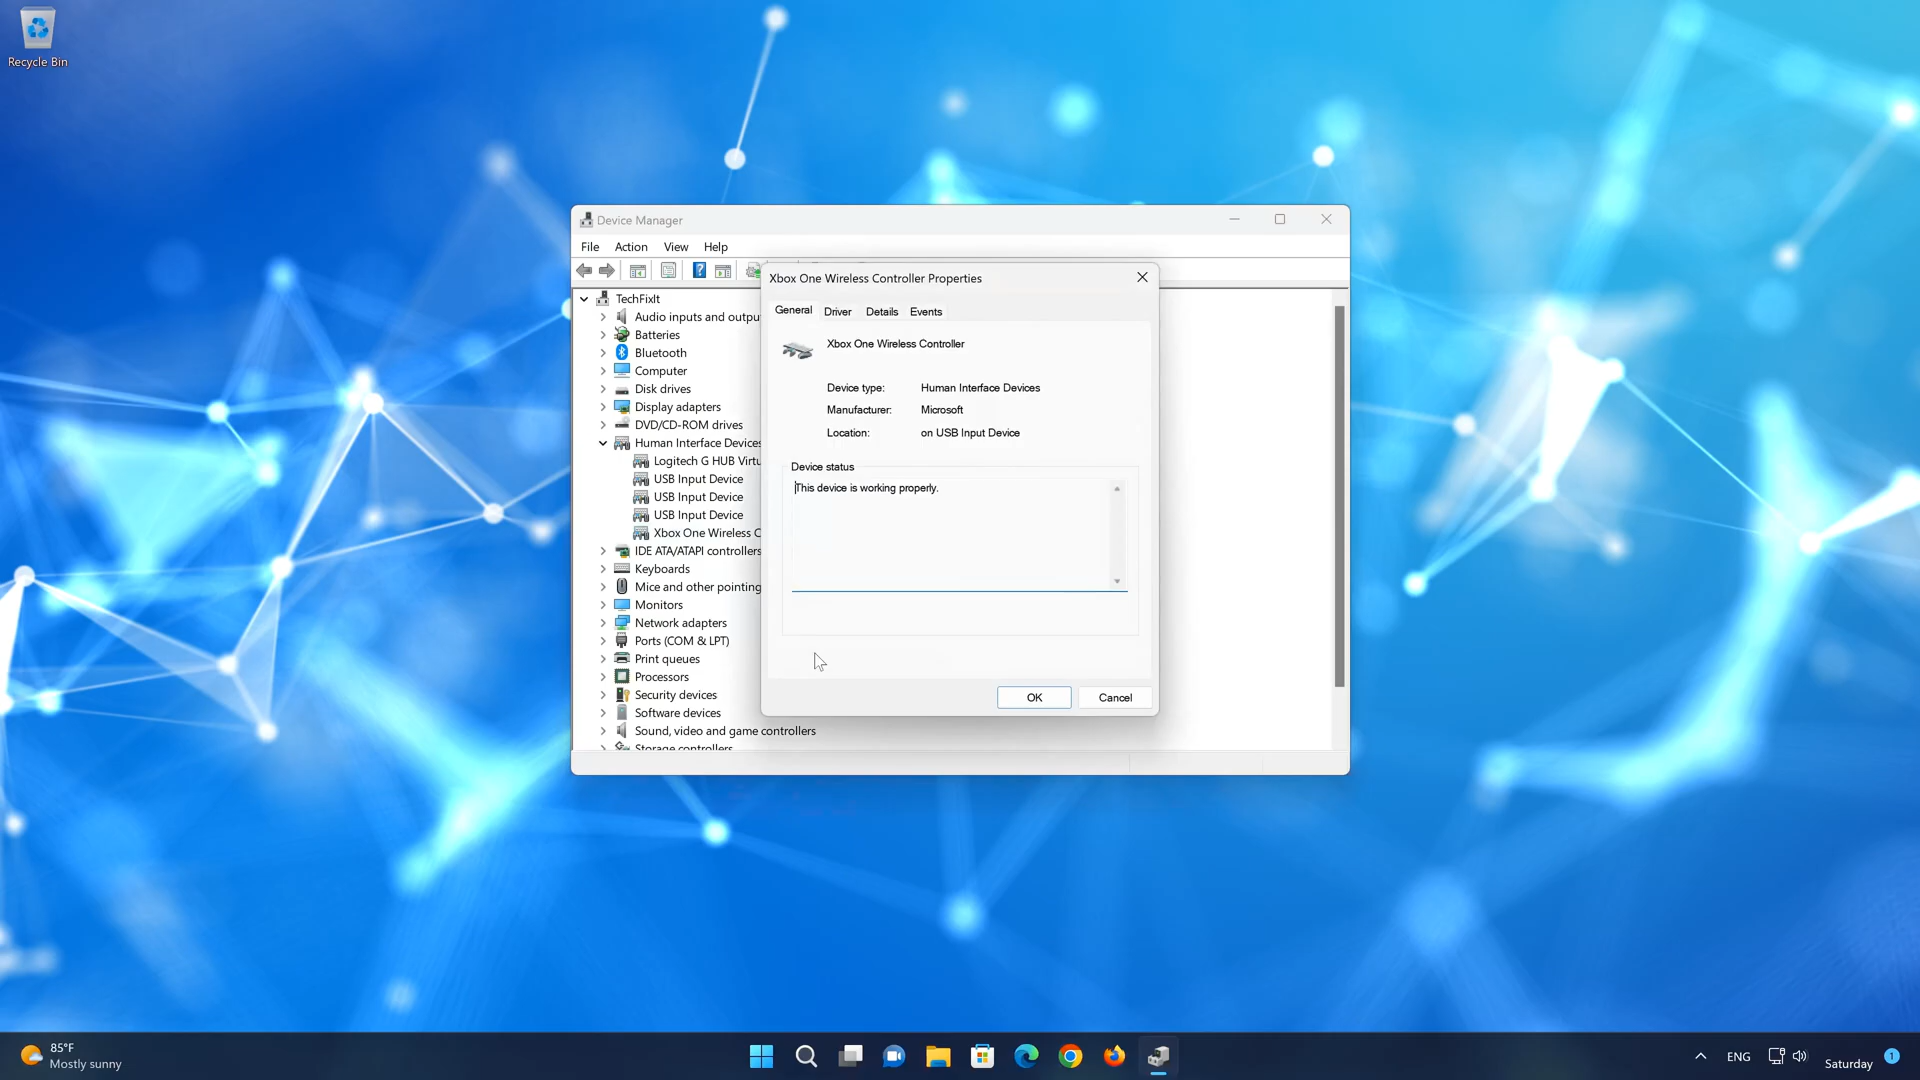 Recycle Bin
Device Manager
File Action View Help
Xbox One Wireless Controller Properties
General Driver Details Events
Xbox One Wireless Controller
Device type: Human Interface Devices
Manufacturer: Microsoft
Location: on USB Input Device
Device status
This device is working properly.
OK Cancel
TechFixIt
Audio inputs and outpu
Batteries
Bluetooth
Computer
Disk drives
Display adapters
DVD/CD-ROM drives
Human Interface Devices
Logitech G HUB Virtu
USB Input Device
USB Input Device
USB Input Device
Xbox One Wireless C
IDE ATA/ATAPI controllers
Keyboards
Mice and other pointing
Monitors
Network adapters
Ports (COM & LPT)
Print queues
Processors
Security devices
Software devices
Sound, video and game controllers
Storage controllers
85°F
Mostly sunny
ENG
Saturday
1